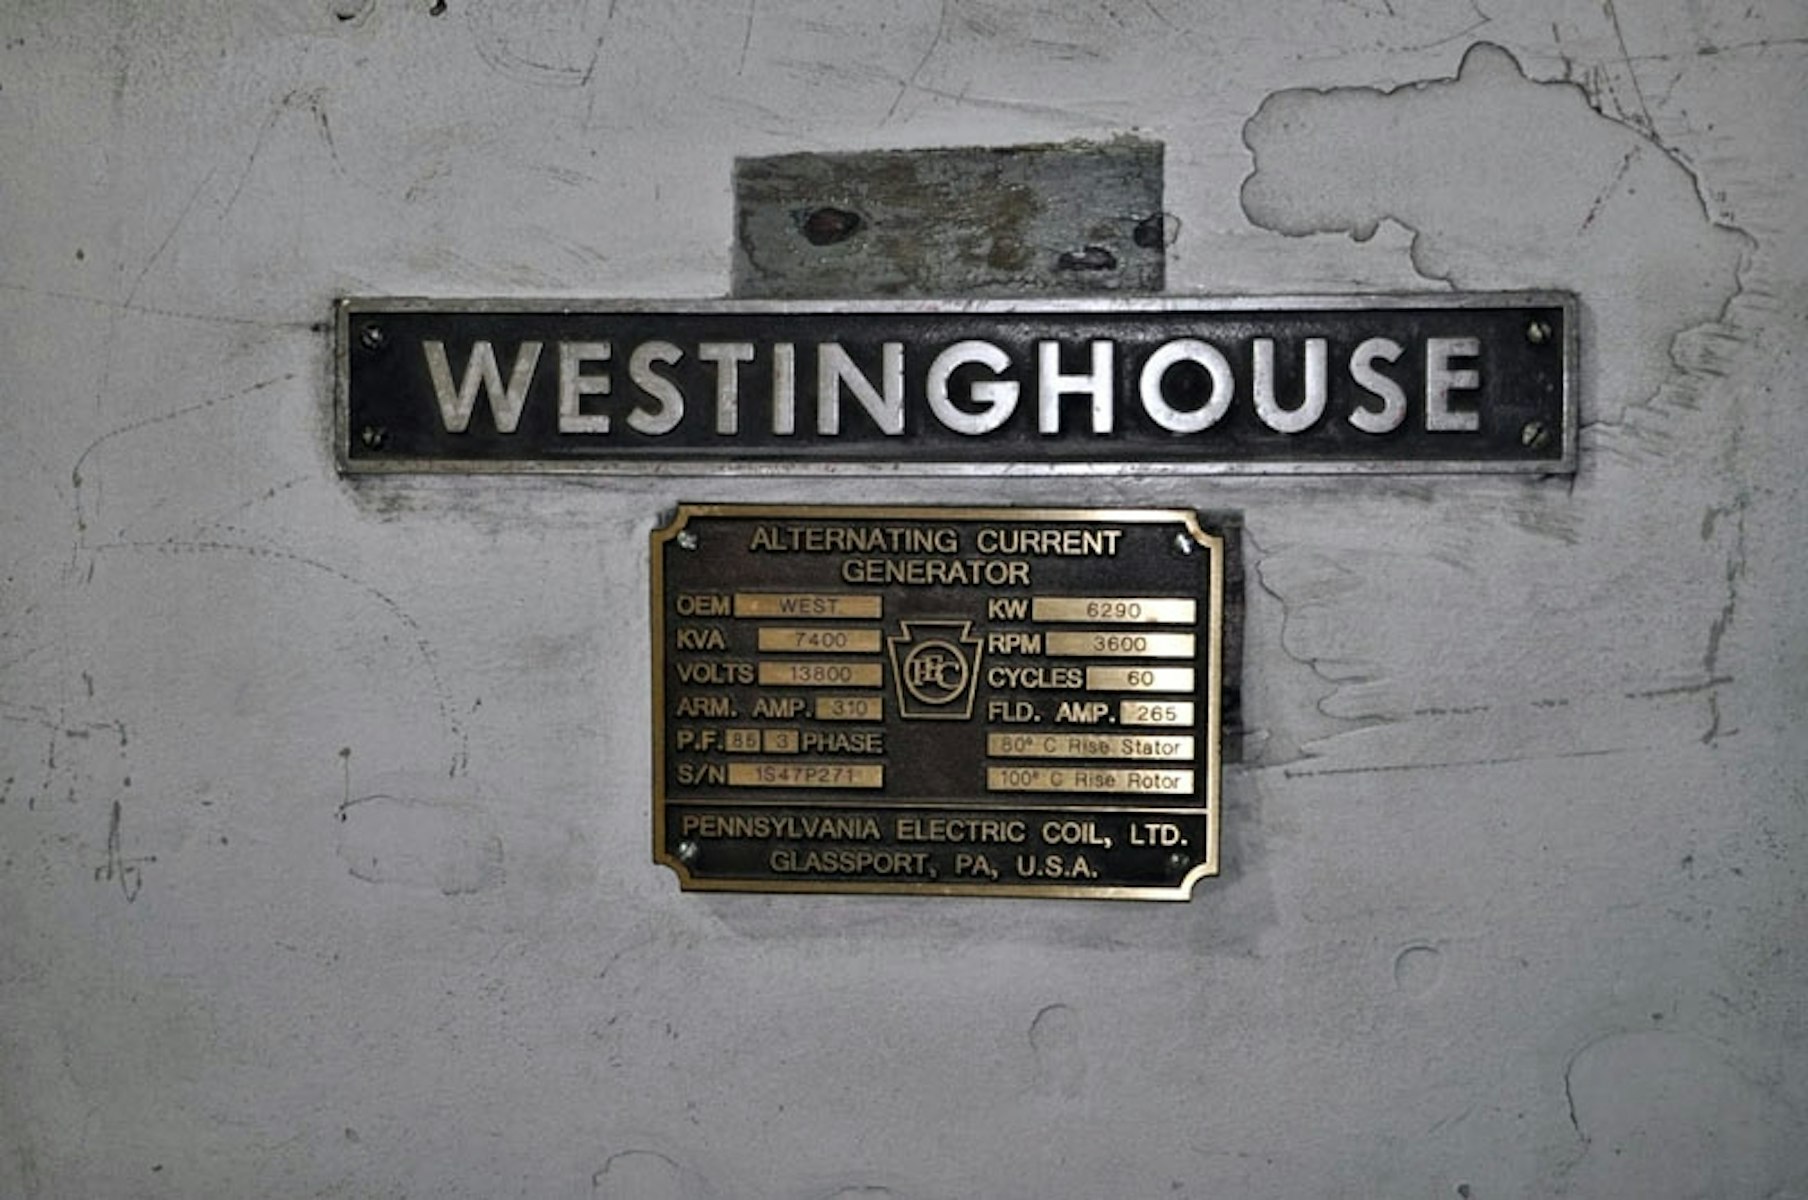 WESTINGHOUSE
ALTERNATING CURRENT
GENERATOR
OEM WEST. KW 6290
KVA 7400 RPM 3600
VOLTS 13800 CYCLES 60
ARM. AMP. 310 FLD. AMP. 265
P.F. 85 3 PHASE 80° C Rise Stator
S/N 1S47P271 100° C Rise Rotor
PEC
PENNSYLVANIA ELECTRIC COIL, LTD.
GLASSPORT, PA, U.S.A.